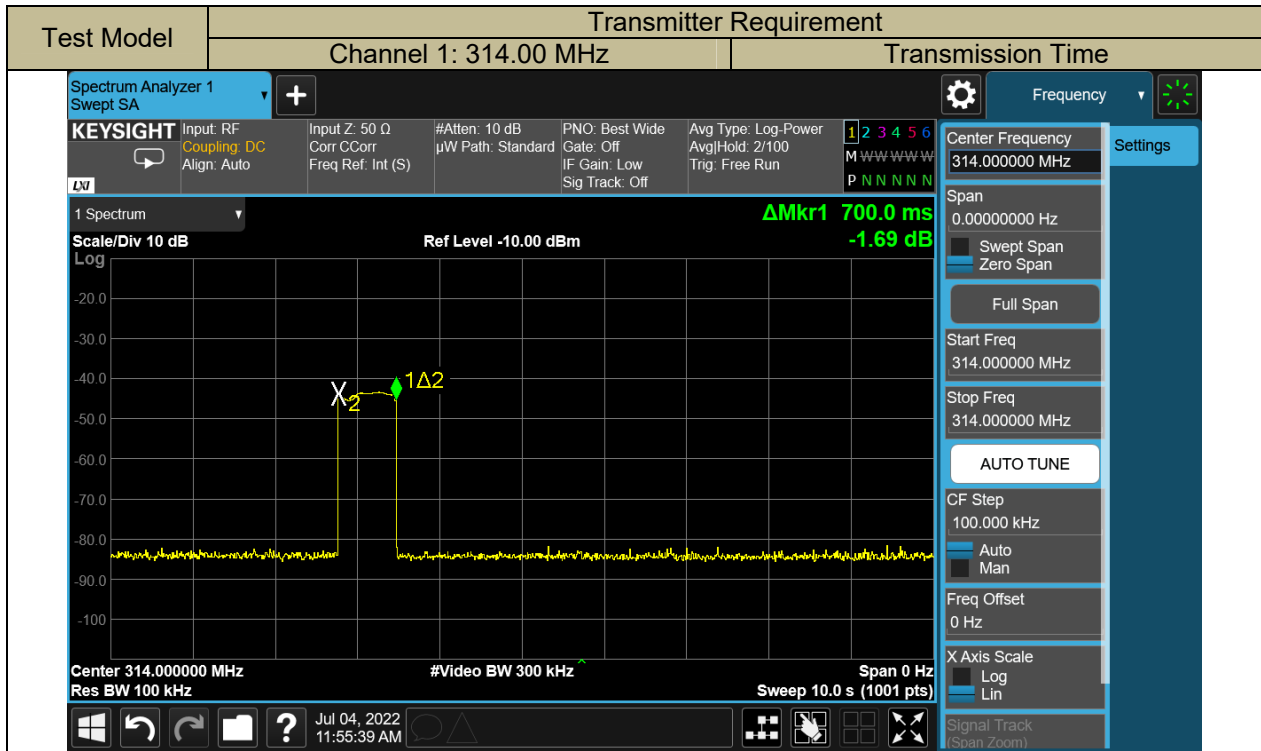 Test Model
Transmitter Requirement
Channel 1: 314.00 MHz
Transmission Time
Spectrum Analyzer 1
Swept SA
Frequency
KEYSIGHT
LXI
Input: RF
Coupling: DC
Align: Auto
Input Z: 50 Ω
Corr CCorr
Freq Ref: Int (S)
#Atten: 10 dB
µW Path: Standard
PNO: Best Wide
Gate: Off
IF Gain: Low
Sig Track: Off
Avg Type: Log-Power
Avg|Hold: 2/100
Trig: Free Run
1 2 3 4 5 6
M W W W W W
P N N N N N
1 Spectrum
ΔMkr1 700.0 ms
-1.69 dB
Scale/Div 10 dB
Ref Level -10.00 dBm
Log
-20.0
-30.0
-40.0
-50.0
-60.0
-70.0
-80.0
-90.0
-100
X2
1Δ2
Center 314.000000 MHz
#Video BW 300 kHz
Span 0 Hz
Res BW 100 kHz
Sweep 10.0 s (1001 pts)
Center Frequency
314.000000 MHz
Settings
Span
0.00000000 Hz
Swept Span
Zero Span
Full Span
Start Freq
314.000000 MHz
Stop Freq
314.000000 MHz
AUTO TUNE
CF Step
100.000 kHz
Auto
Man
Freq Offset
0 Hz
X Axis Scale
Log
Lin
Signal Track
(Span Zoom)
?
Jul 04, 2022
11:55:39 AM